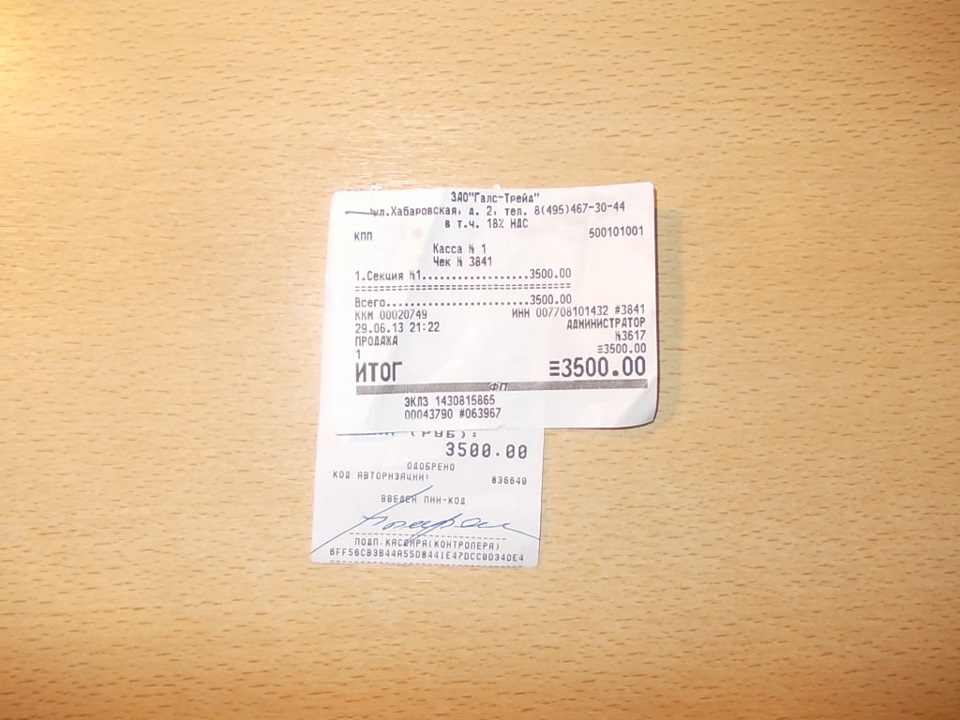 ЗАО"Галс-Трейд"
ул.Хабаровская, д. 2, тел. 8(495)467-30-44
в т.ч. 18% НДС
КПП 500101001
Касса № 1
Чек № 3841
1.Секция №1..............3500.00
==============================
Всего....................3500.00
ККМ 00020749 ИНН 007708101432 #3841
29.06.13 21:22 АДМИНИСТРАТОР
ПРОДАЖА №3617
1 ≡3500.00
ИТОГ ≡3500.00
ФП
ЭКЛЗ 1430815865
00043790 #063967
(РУБ):
3500.00
ОДОБРЕНО
КОД АВТОРИЗАЦИИ: 836640
ВВЕДЕН ПИН-КОД
ПОДП.КАССИРА(КОНТРОЛЕРА)
6FF56CB3B44A55D8441E47DCC0D34DE4